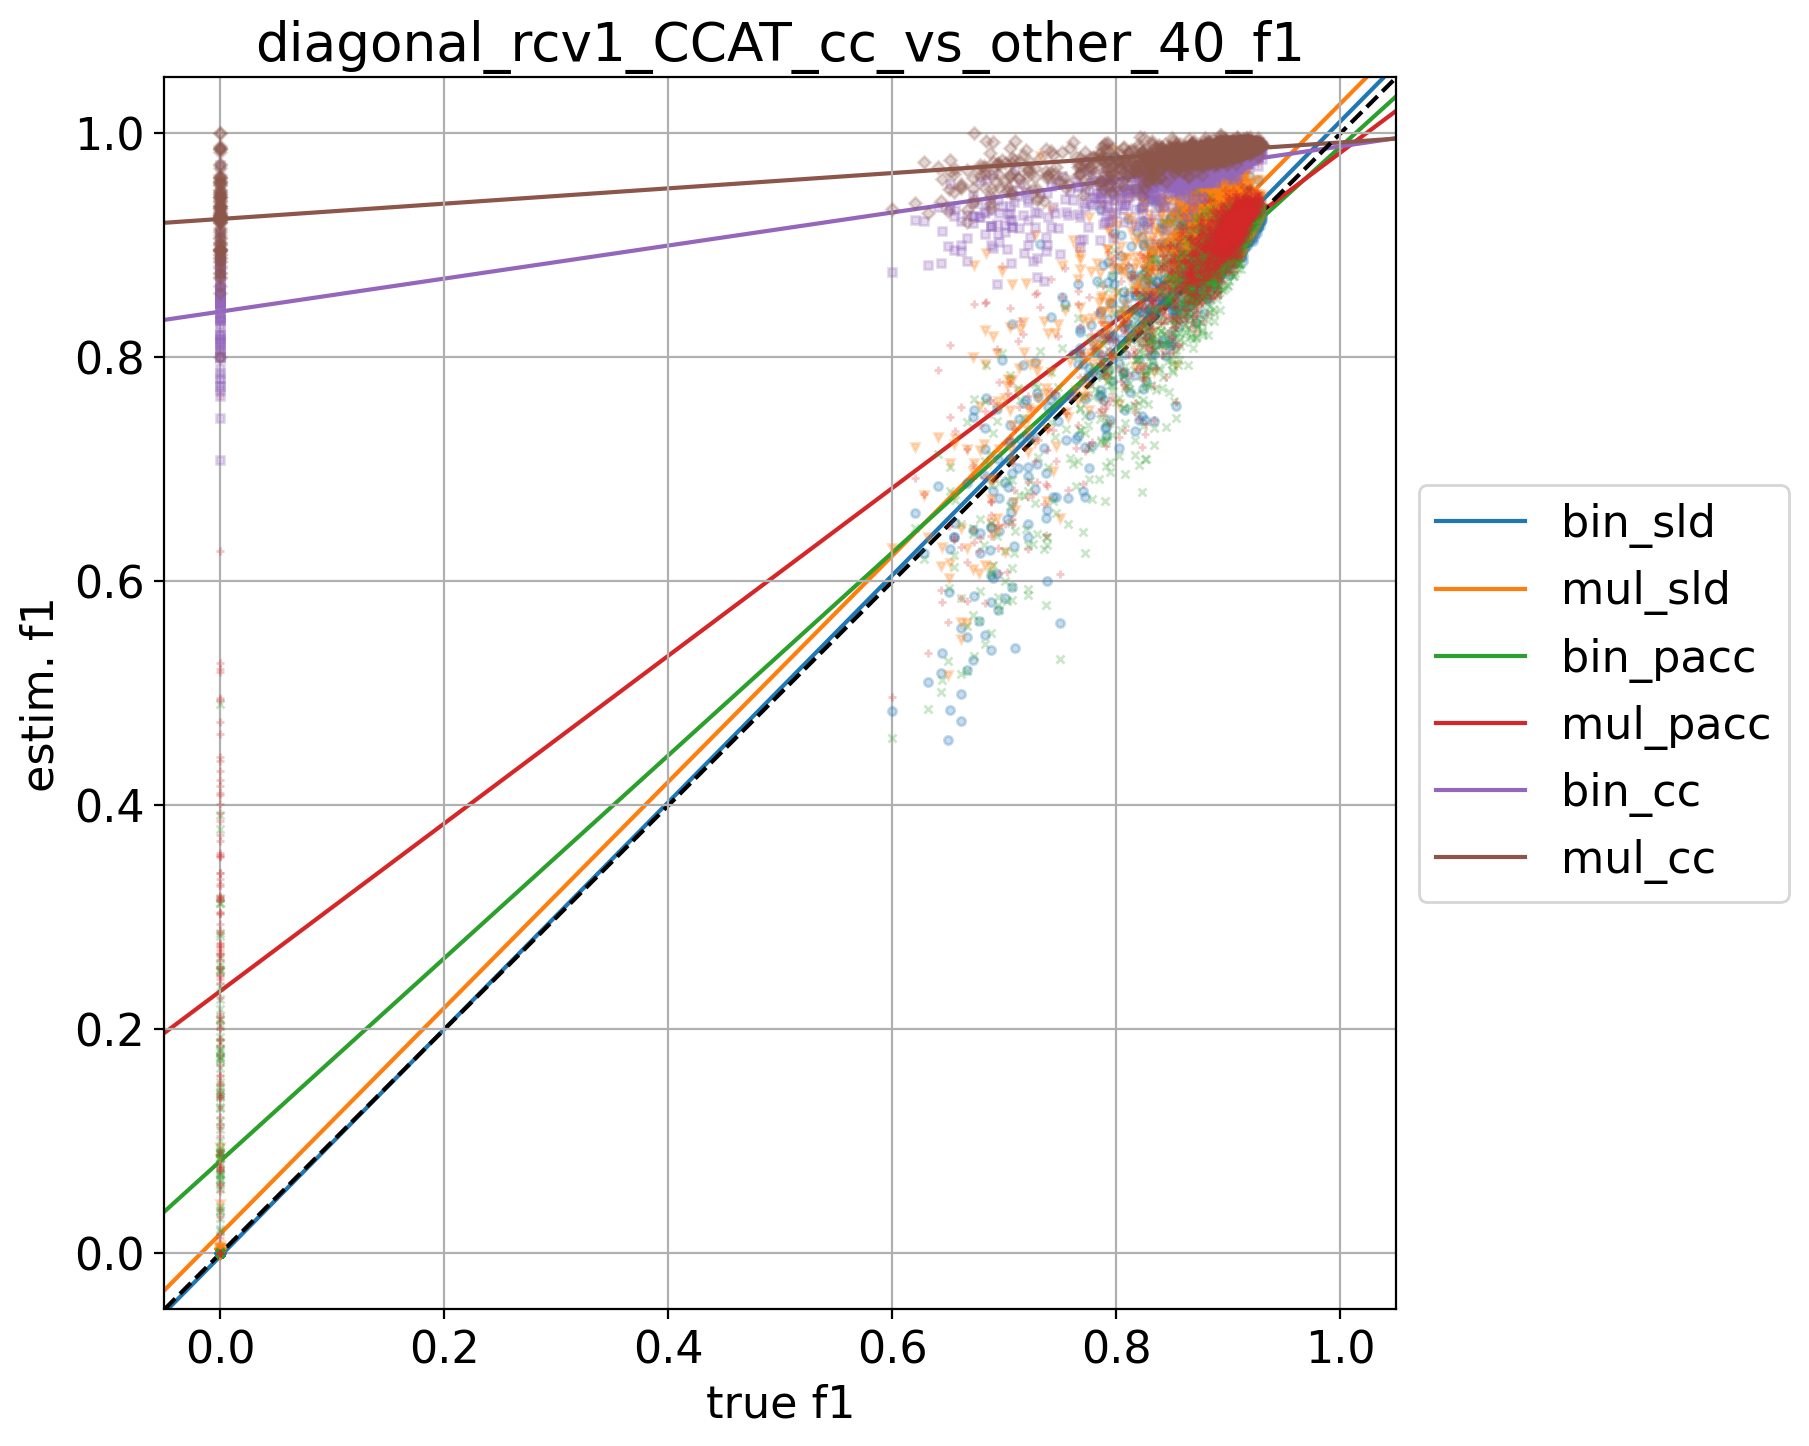 diagonal_rcv1_CCAT_cc_vs_other_40_f1
estim. f1
1.0
0.8
0.6
0.4
0.2
0.0
0.0 0.2 0.4 0.6 0.8 1.0
true f1
bin_sld
mul_sld
bin_pacc
mul_pacc
bin_cc
mul_cc